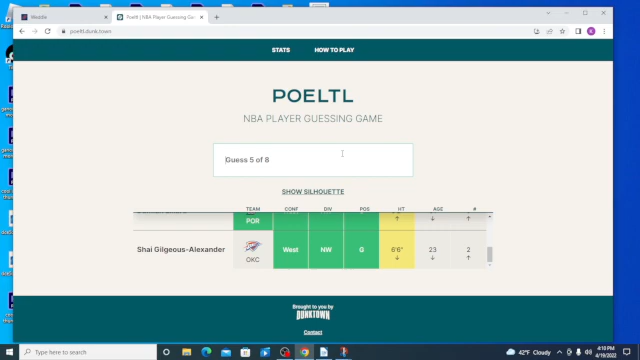 Weddle
Poeltl | NBA Player Guessing Ga
poeltl.dunk.town
STATS
HOW TO PLAY
POELTL
NBA PLAYER GUESSING GAME
Guess 5 of 8
SHOW SILHOUETTE
TEAM CONF DIV POS HT AGE #
POR ↑ ↓ ↑
Shai Gilgeous-Alexander OKC West NW G 6'6" ↓ 23 ↓ 2 ↑
Brought to you by
DUNKTOWN
Contact
Type here to search
42°F Cloudy
4:10 PM
4/19/2022